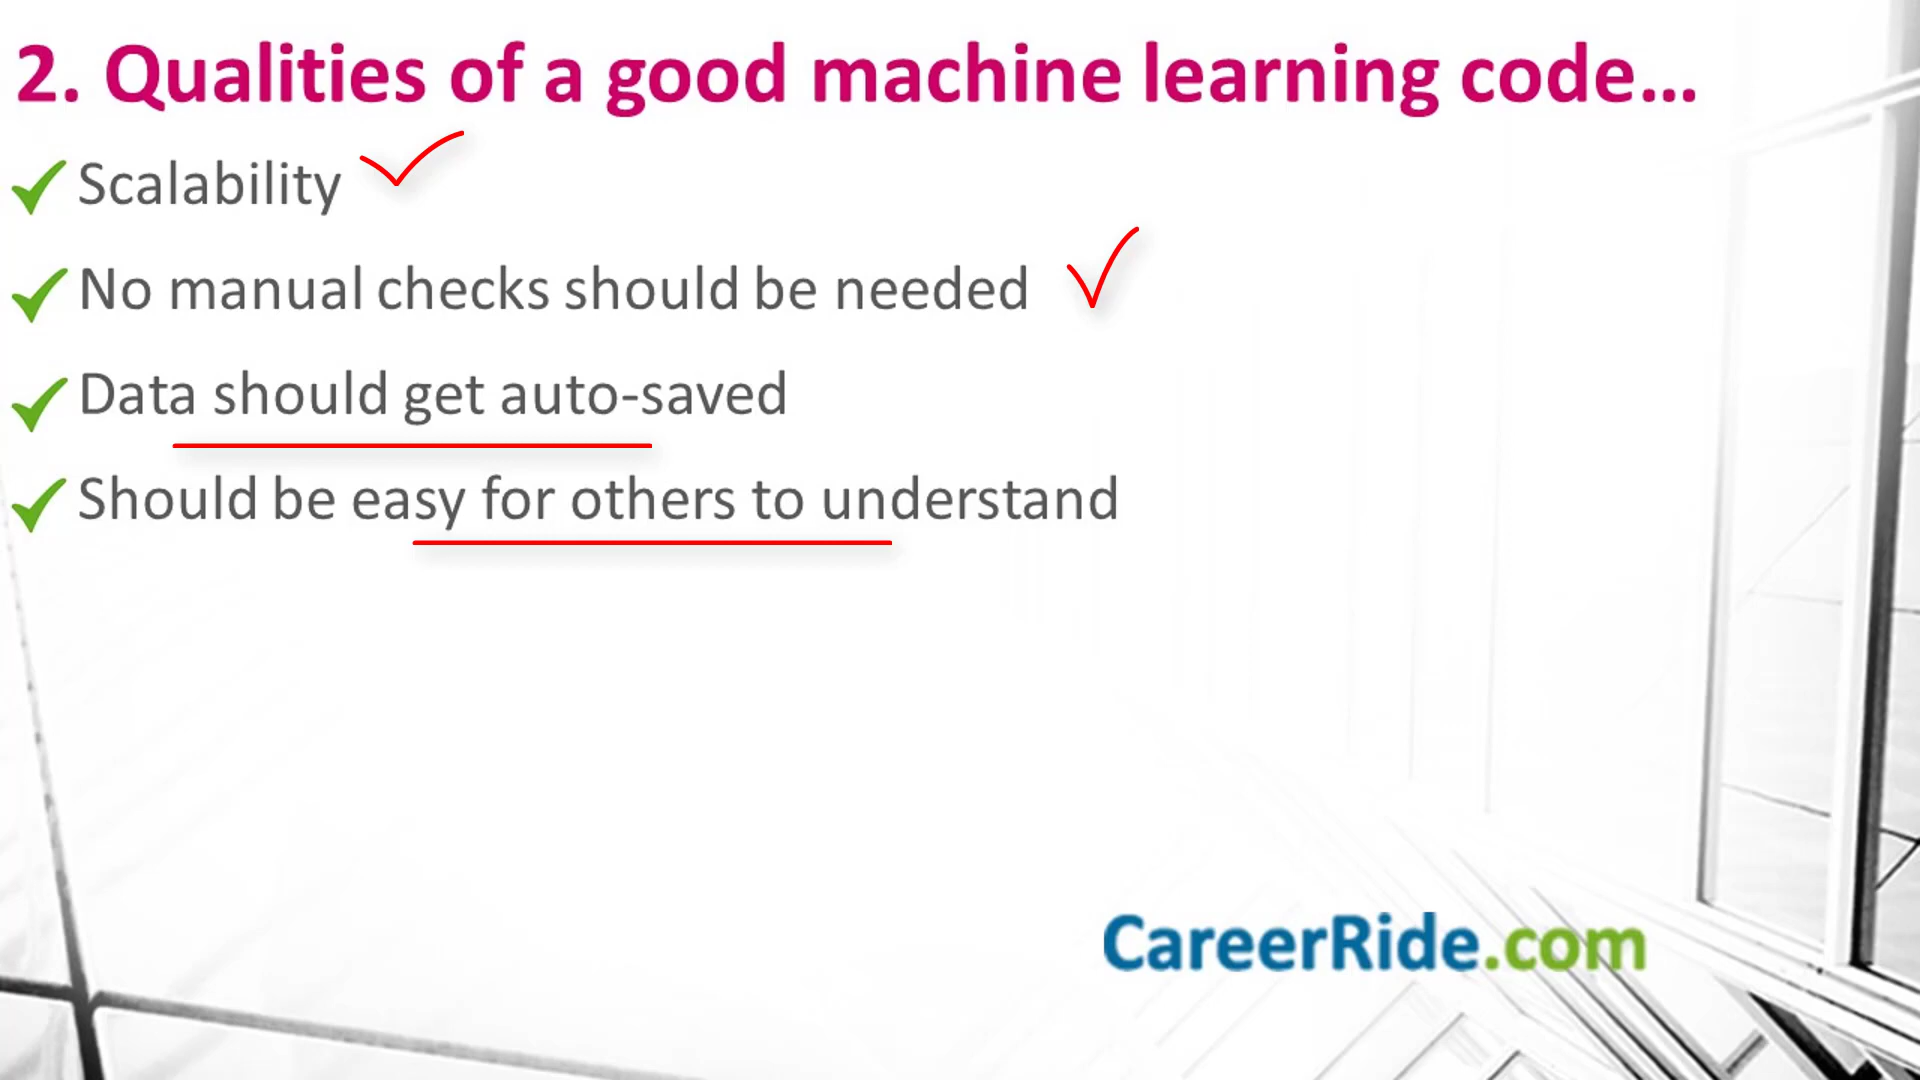 2. Qualities of a good machine learning code...
Scalability
No manual checks should be needed
Data should get auto-saved
Should be easy for others to understand
CareerRide.com